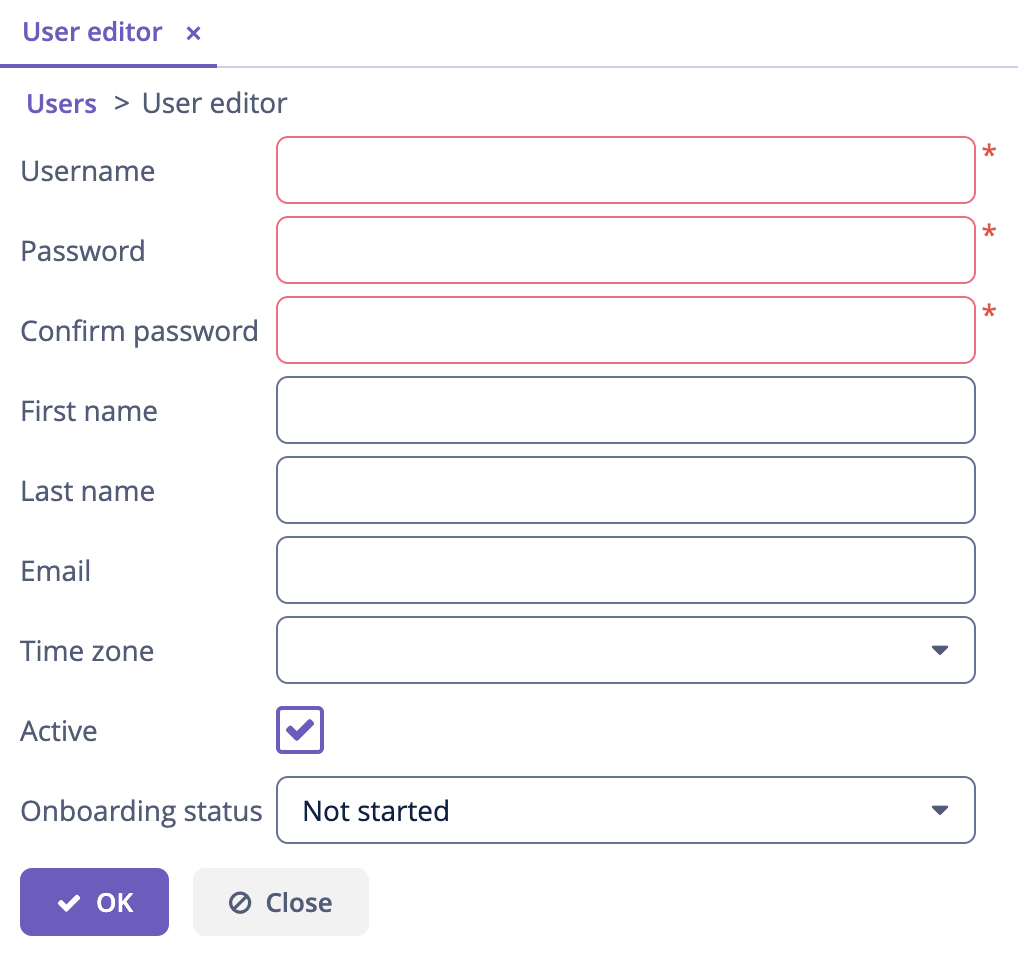 User editor ×
Users > User editor
Username *
Password *
Confirm password *
First name
Last name
Email
Time zone
Active
Onboarding status Not started
OK Close